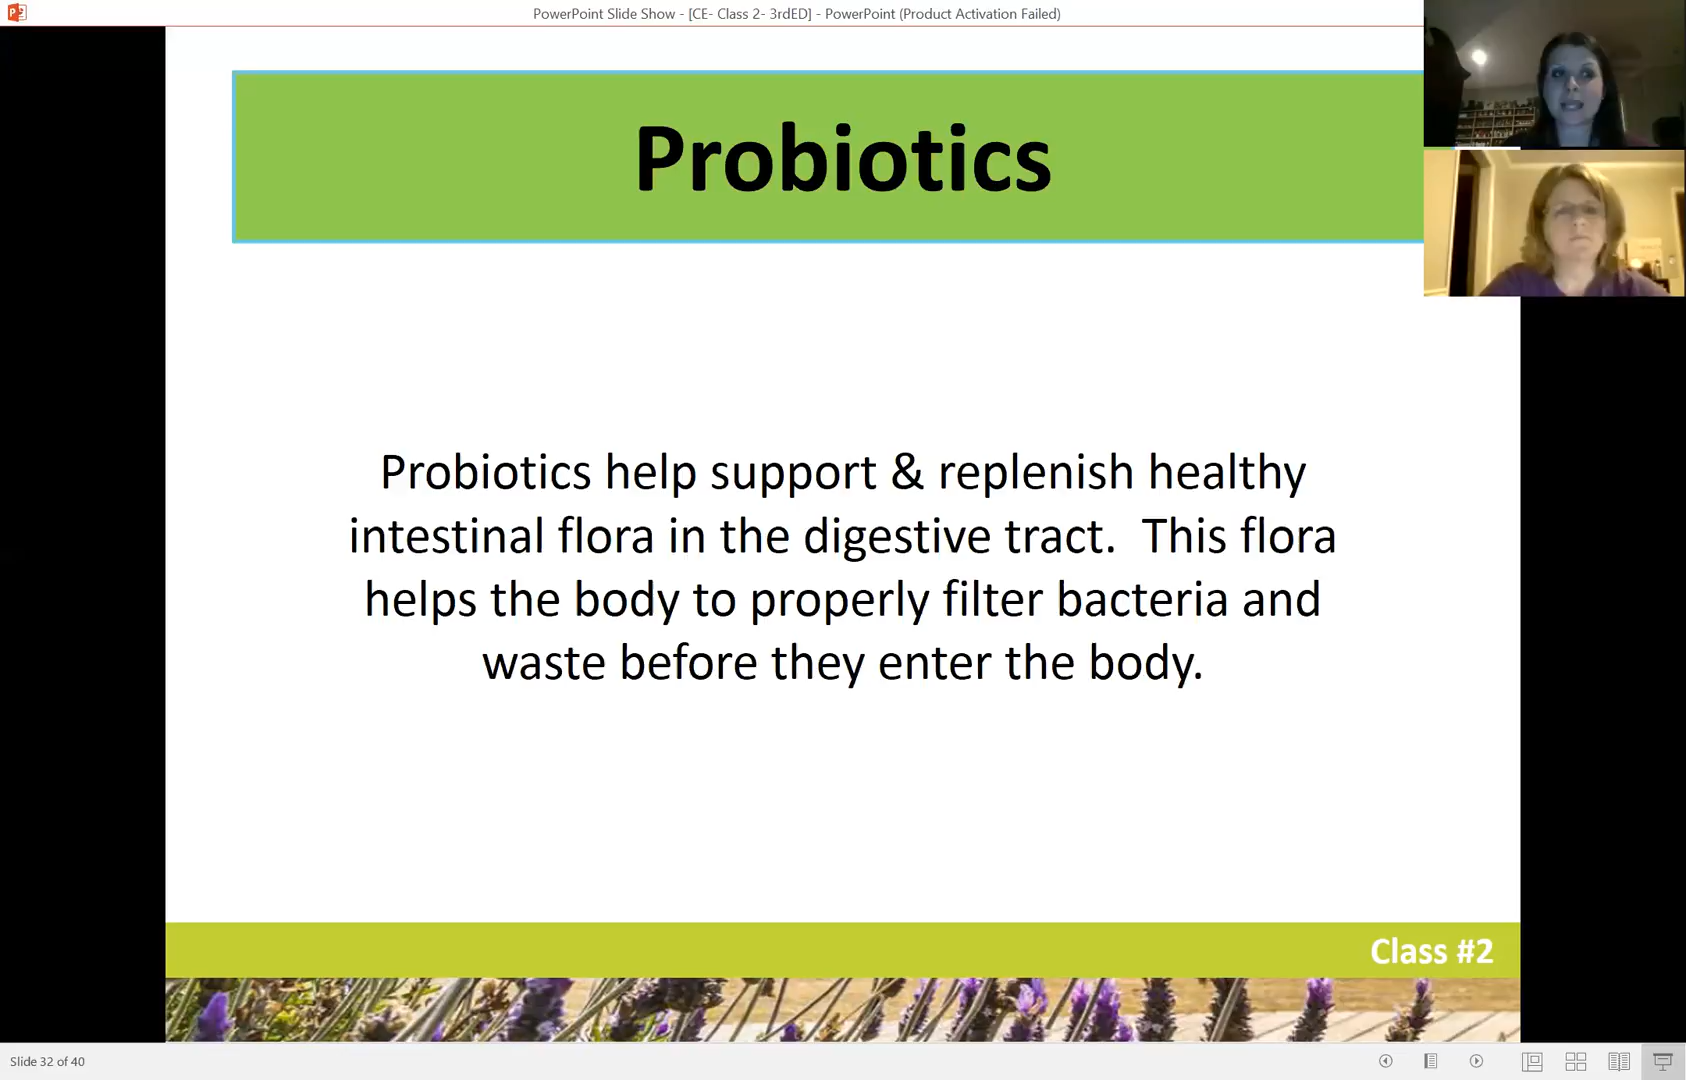 PowerPoint Slide Show - [CE- Class 2- 3rdED] - PowerPoint (Product Activation Failed)
Probiotics
Probiotics help support & replenish healthy
intestinal flora in the digestive tract.  This flora
helps the body to properly filter bacteria and
waste before they enter the body.
Class #2
Slide 32 of 40